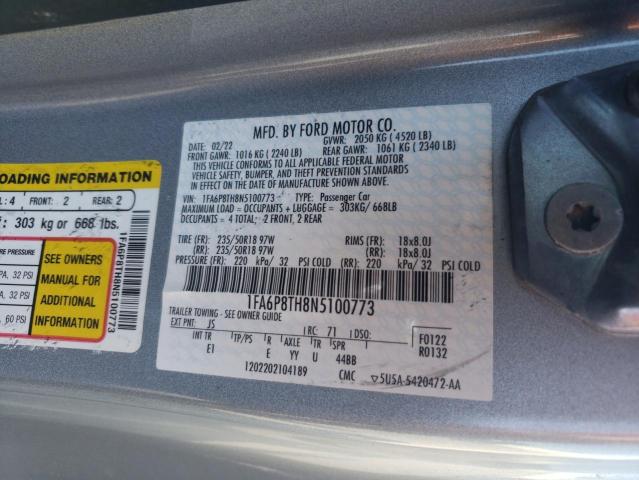 OADING INFORMATION
: 4 FRONT: 2 REAR: 2
: 303 kg or 668 lbs.
E PRESSURE
PA, 32 PSI
PA, 32 PSI
, 60 PSI
SEE OWNERS
MANUAL FOR
ADDITIONAL
INFORMATION
1FA6P8TH8N5100773
MFD. BY FORD MOTOR CO.
DATE: 02/22 GVWR: 2050 KG ( 4520 LB)
FRONT GAWR: 1016 KG ( 2240 LB) REAR GAWR: 1061 KG ( 2340 LB)
THIS VEHICLE CONFORMS TO ALL APPLICABLE FEDERAL MOTOR
VEHICLE SAFETY, BUMPER, AND THEFT PREVENTION STANDARDS
IN EFFECT ON THE DATE OF MANUFACTURE SHOWN ABOVE.
VIN: 1FA6P8TH8N5100773 TYPE: Passenger Car
MAXIMUM LOAD = OCCUPANTS + LUGGAGE = 303KG/ 668LB
OCCUPANTS = 4 TOTAL: 2 FRONT, 2 REAR
TIRE (FR): 235/50R18 97W RIMS (FR): 18x8.0J
(RR): 235/50R18 97W (RR): 18x8.0J
PRESSURE (FR): 220 kPa/ 32 PSI COLD (RR): 220 kPa/ 32 PSI COLD
1FA6P8TH8N5100773
TRAILER TOWING - SEE OWNER GUIDE
EXT PNT: JS RC: 71 DSO: F0122
INT TR TP/PS R AXLE TR SPR R0132
EI E YY U 44BB
1202202104189 CMC 5U5A-5420472-AA